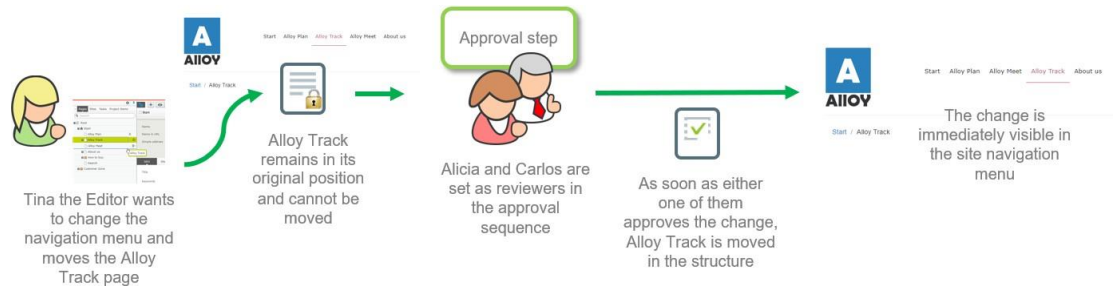 AllOY
Start Alloy Plan Alloy Track Alloy Meet About us
Start / Alloy Track
Tina the Editor wants
to change the
navigation menu and
moves the Alloy
Track page
Alloy Track
remains in its
original position
and cannot be
moved
Approval step
Alicia and Carlos are
set as reviewers in
the approval
sequence
As soon as either
one of them
approves the change,
Alloy Track is moved
in the structure
AllOY
Start Alloy Plan Alloy Meet Alloy Track About us
Start / Alloy Track
The change is
immediately visible in
the site navigation
menu